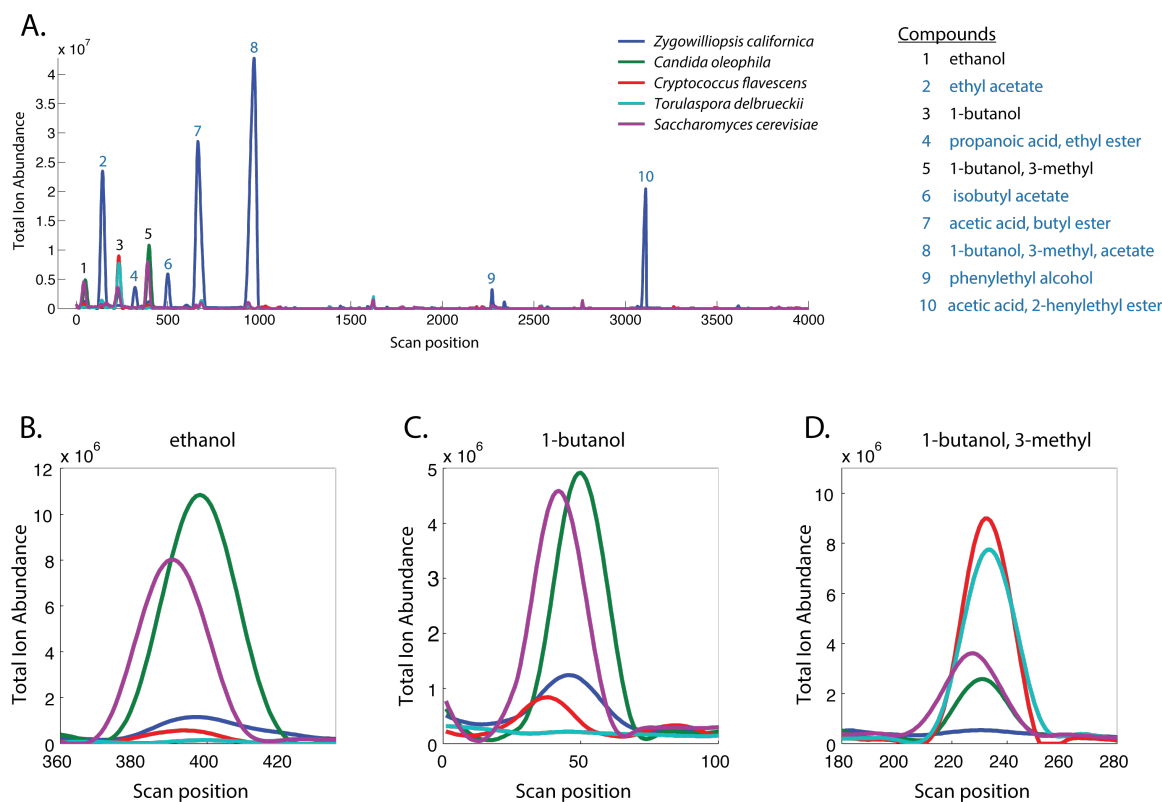 A.
x 10^7
8
Zygowilliopsis californica
Candida oleophila
Cryptococcus flavescens
Torulaspora delbrueckii
Saccharomyces cerevisiae
Compounds
1 ethanol
2 ethyl acetate
3 1-butanol
4 propanoic acid, ethyl ester
5 1-butanol, 3-methyl
6 isobutyl acetate
7 acetic acid, butyl ester
8 1-butanol, 3-methyl, acetate
9 phenylethyl alcohol
10 acetic acid, 2-henylethyl ester
Total Ion Abundance
4
3.5
3
2.5
2
1.5
1
0.5
0
7
2
10
5
3
1
4
6
9
0 500 1000 1500 2000 2500 3000 3500 4000
Scan position
B.
ethanol
x 10^6
Total Ion Abundance
12
10
8
6
4
2
0
360 380 400 420
Scan position
C.
1-butanol
x 10^6
Total Ion Abundance
5
4
3
2
1
0
0 50 100
Scan position
D.
1-butanol, 3-methyl
x 10^6
Total Ion Abundance
10
8
6
4
2
0
180 200 220 240 260 280
Scan position